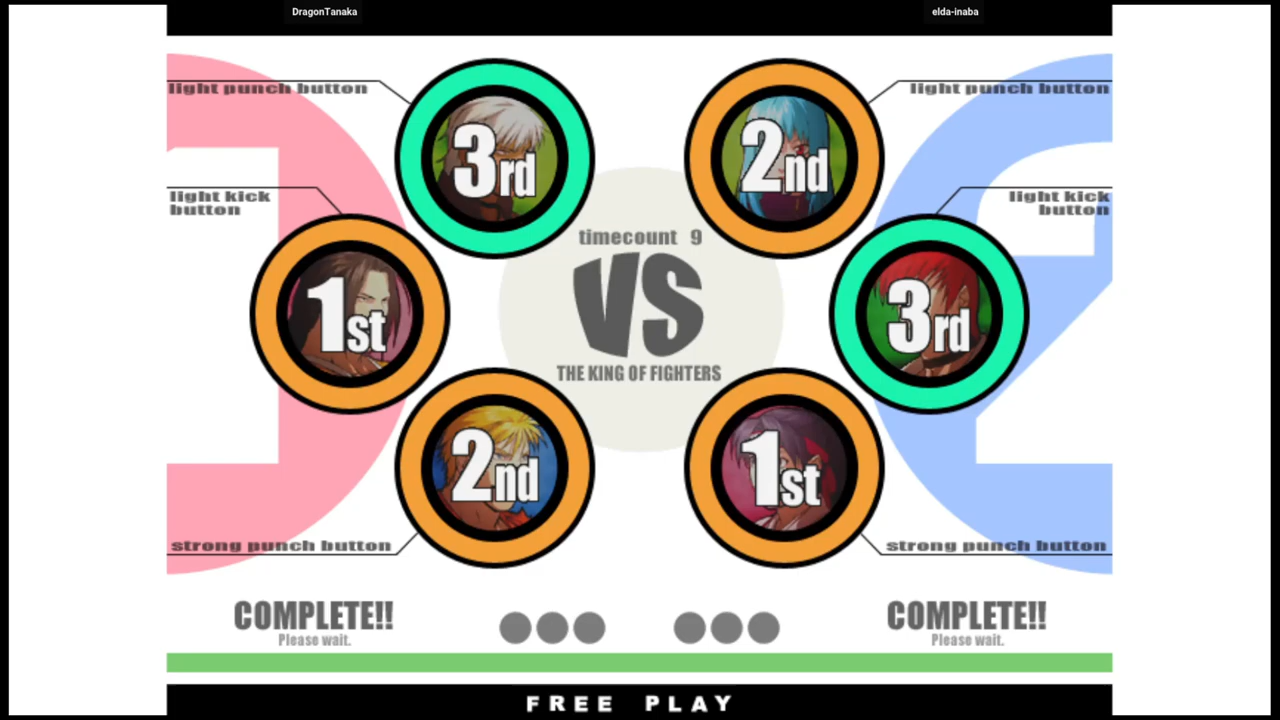 DragonTanaka
elda-inaba
light punch button
light punch button
3rd
2nd
light kick
button
light kick
button
timecount 9
VS
THE KING OF FIGHTERS
1st
3rd
2nd
1st
strong punch button
strong punch button
COMPLETE!!
Please wait.
COMPLETE!!
Please wait.
FREE PLAY